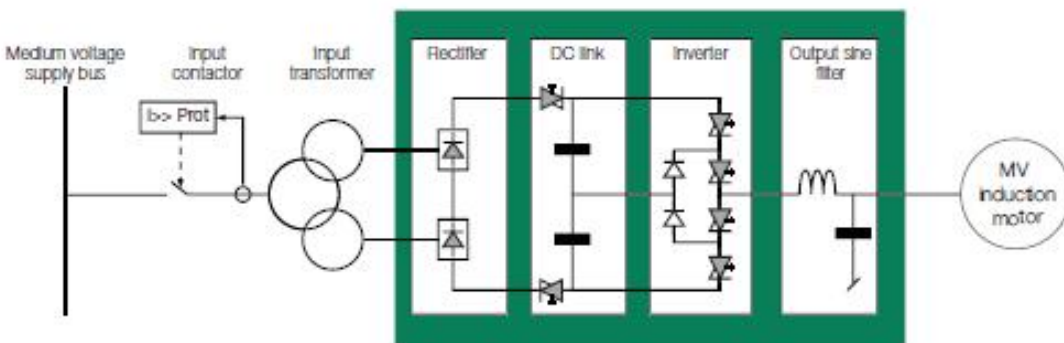 Medium voltage
supply bus
Input
contactor
Input
transformer
Rectifier
DC link
Inverter
Output sine
filter
I>> Prot
MV
induction
motor